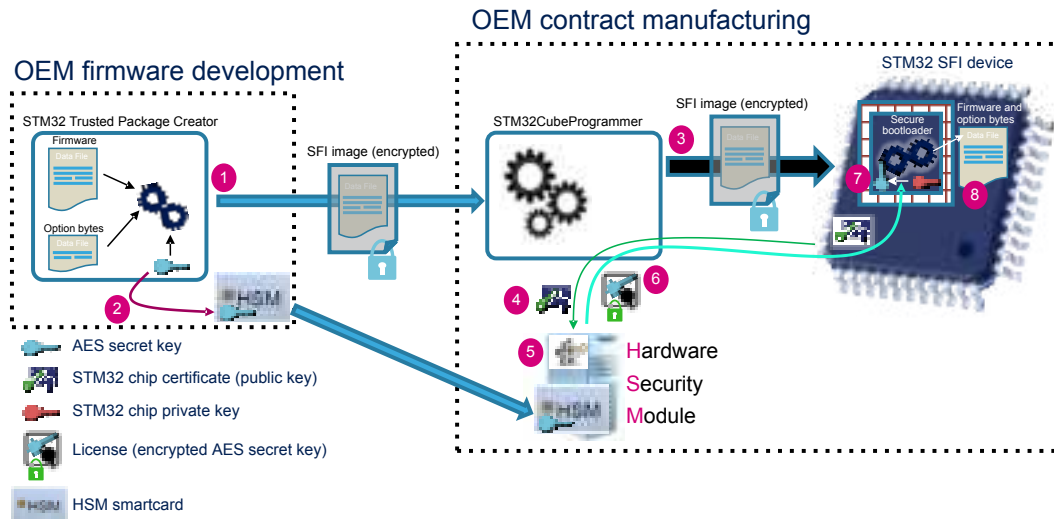 OEM contract manufacturing
OEM firmware development
STM32 SFI device
STM32 Trusted Package Creator
Firmware
Data File
Option bytes
Data File
1
2
HSM
SFI image (encrypted)
STM32CubeProgrammer
3
SFI image (encrypted)
Secure
bootloader
Firmware and
option bytes
Data File
Data File
7
8
4
6
5
Hardware
Security
Module
HSM
AES secret key
STM32 chip certificate (public key)
STM32 chip private key
License (encrypted AES secret key)
HSM
HSM smartcard